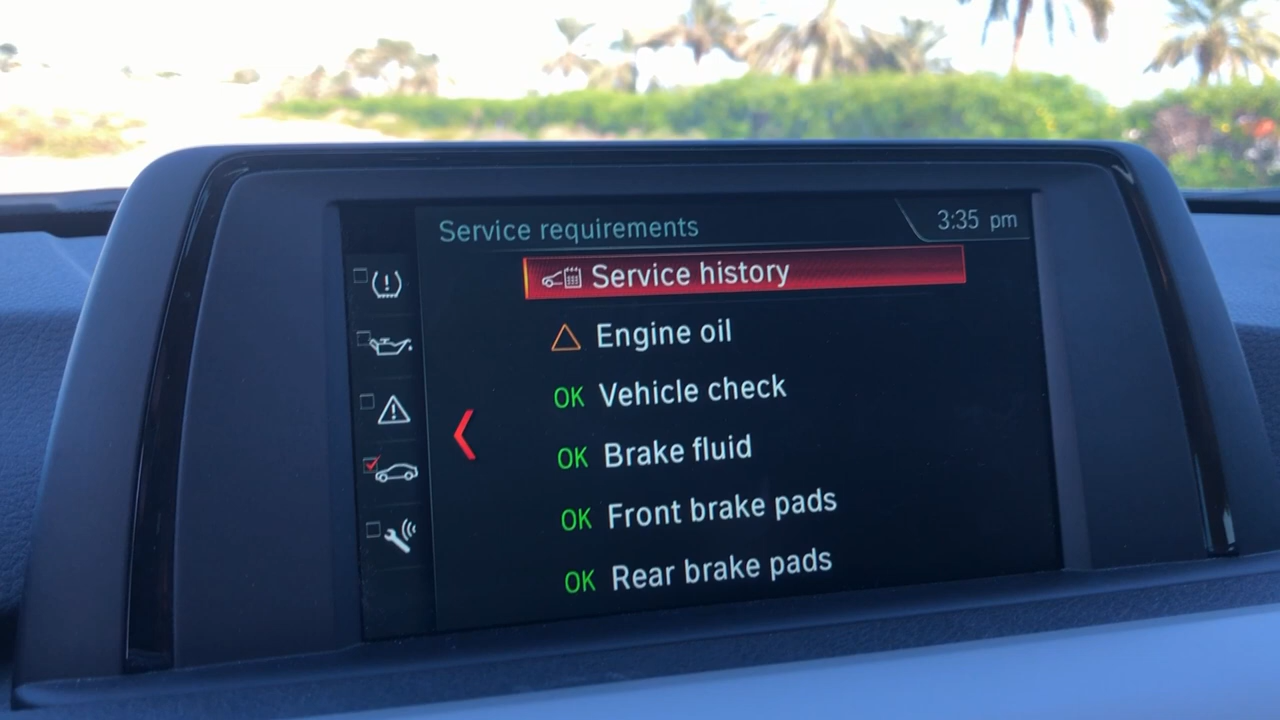 Service requirements
3:35 pm
Service history
Engine oil
OK Vehicle check
OK Brake fluid
OK Front brake pads
OK Rear brake pads